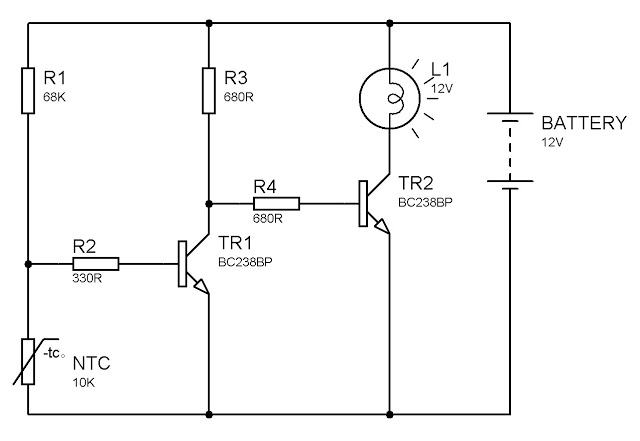 R1
68K
R3
680R
L1
12V
BATTERY
12V
R4
680R
TR2
BC238BP
R2
330R
TR1
BC238BP
-tc
NTC
10K